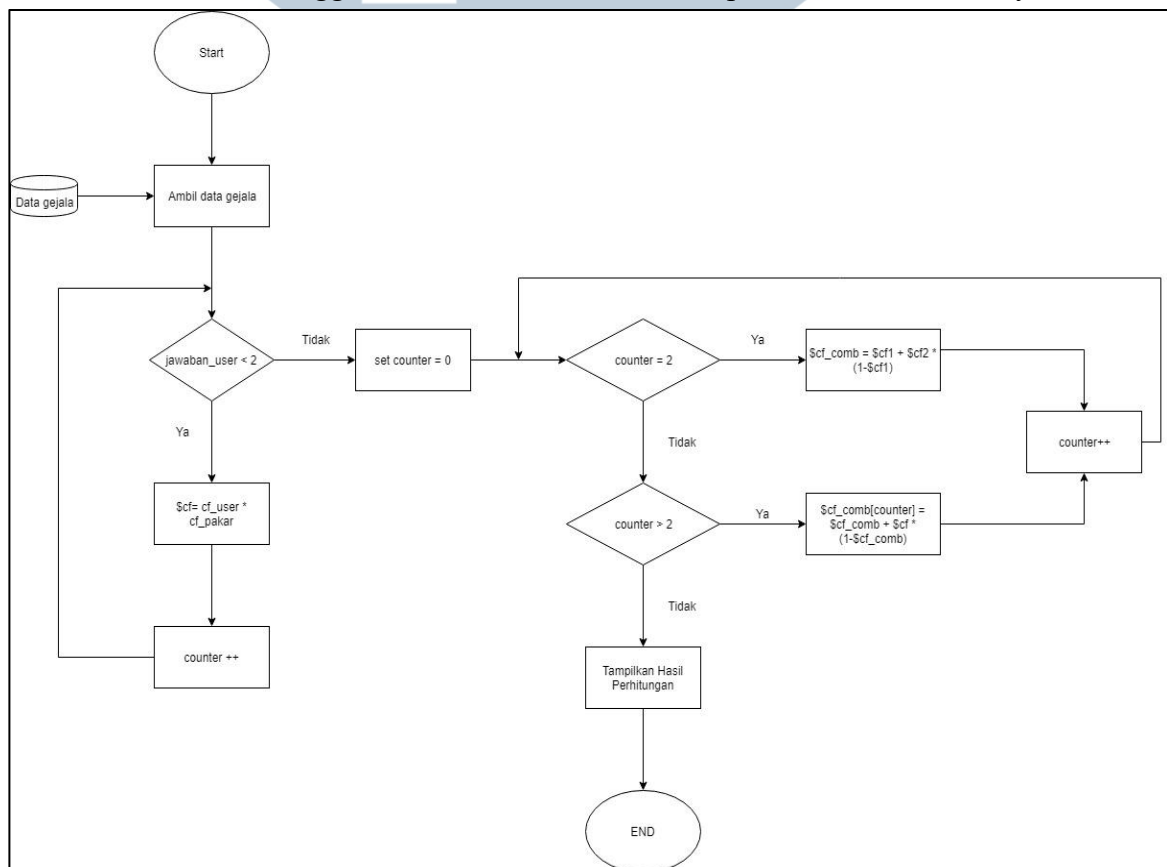 Start
Data gejala
Ambil data gejala
jawaban_user < 2
Tidak
set counter = 0
counter = 2
Ya
$cf_comb = $cf1 + $cf2 *
(1-$cf1)
counter++
Ya
Tidak
$cf= cf_user *
cf_pakar
counter > 2
Ya
$cf_comb[counter] =
$cf_comb + $cf *
(1-$cf_comb)
Tidak
counter ++
Tampilkan Hasil
Perhitungan
END